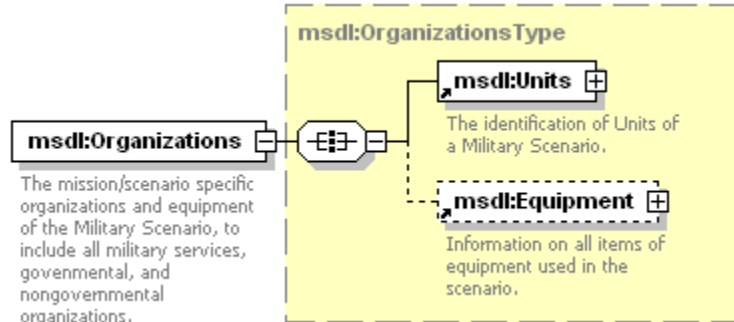 msdl:OrganizationsType
msdl:Units
The identification of Units of
a Military Scenario.
msdl:Organizations
The mission/scenario specific
organizations and equipment
of the Military Scenario, to
include all military services,
govenmental, and
nongovernmental
organizations.
msdl:Equipment
Information on all items of
equipment used in the
scenario.